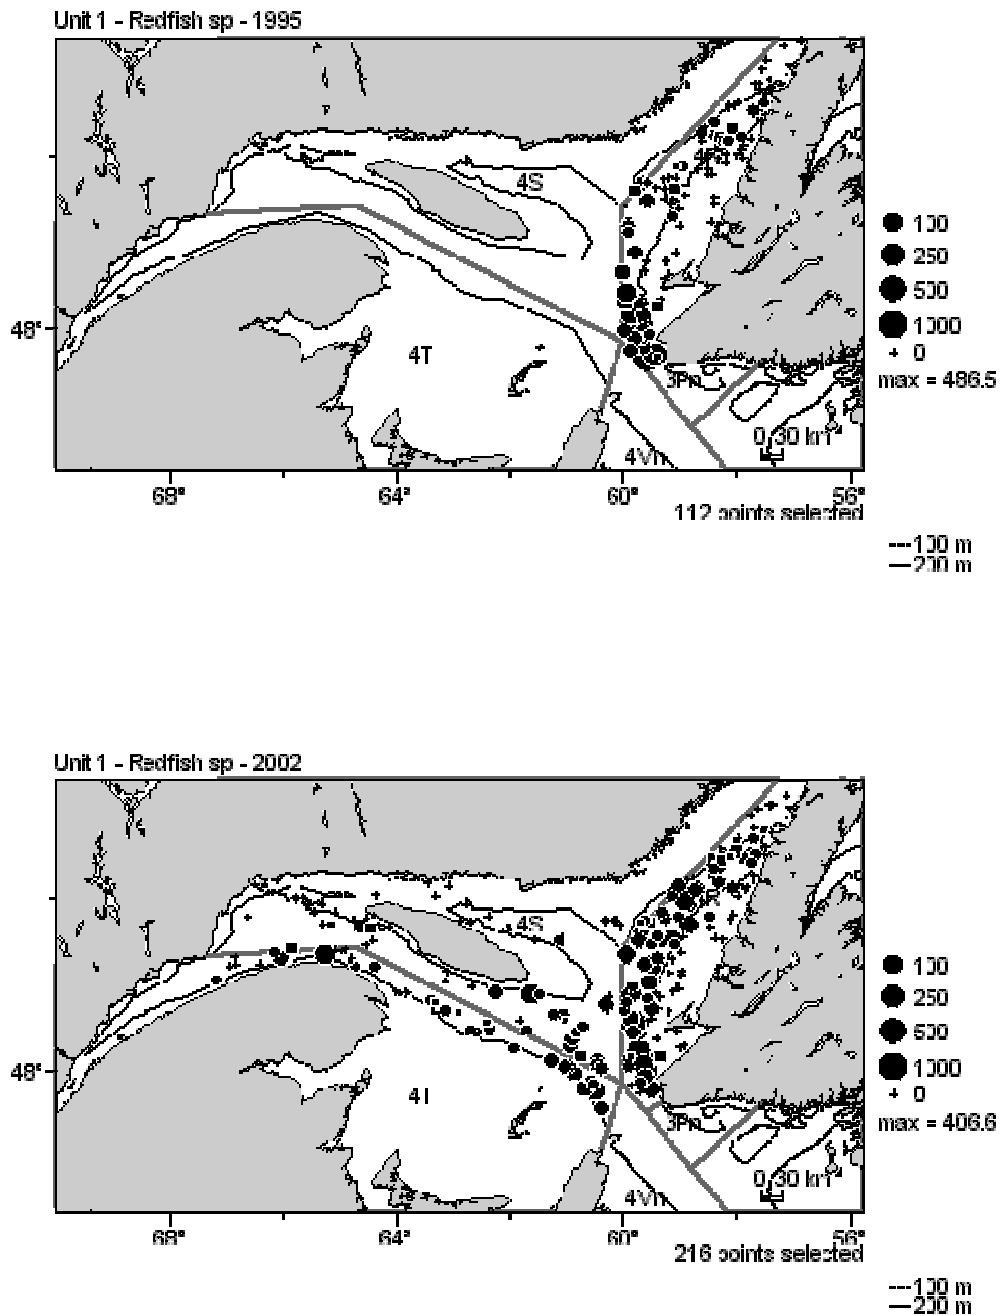 Unit 1 - Redfish sp - 1995
4S
100
250
500
1000
+ 0
max = 486.5
48°
4T
3Pn
0 30 km
4Vn
68°
64°
60°
56°
112 points selected
---100 m
—200 m
Unit 1 - Redfish sp - 2002
4S
100
250
500
1000
+ 0
max = 406.6
48°
4T
3Pn
0 30 km
4Vn
68°
64°
60°
56°
216 points selected
---100 m
—200 m